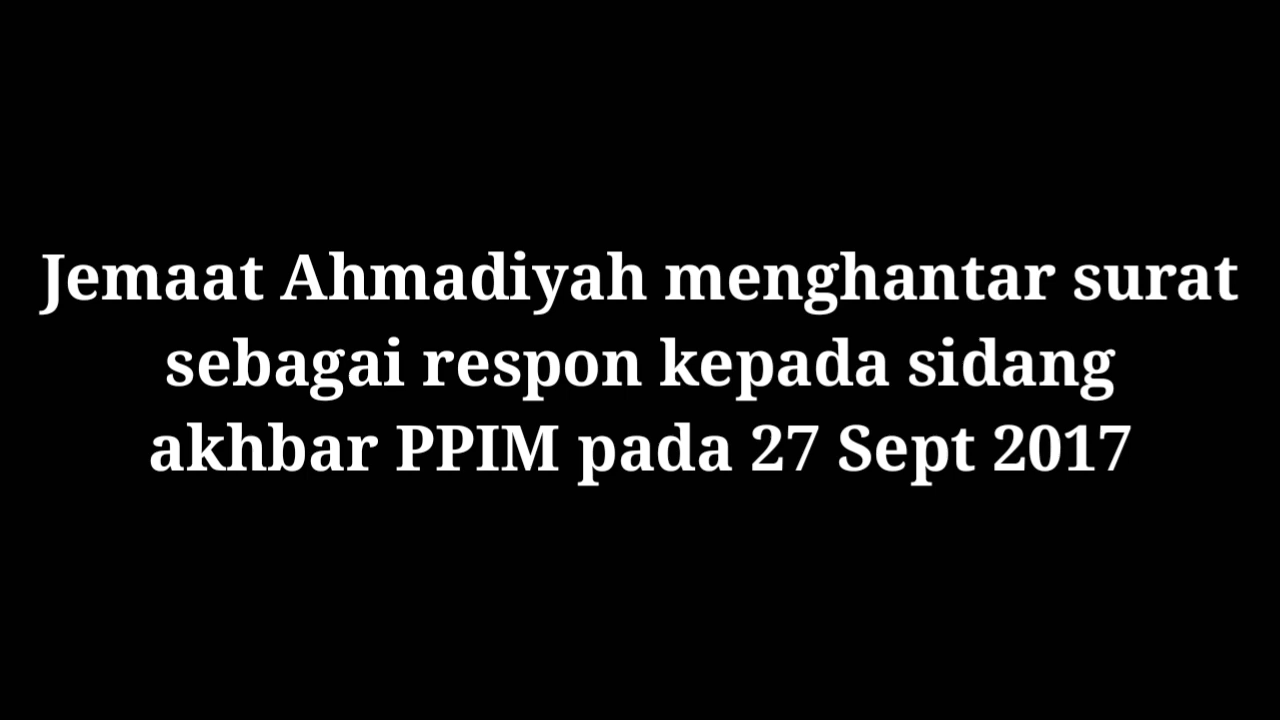 Jemaat Ahmadiyah menghantar surat
sebagai respon kepada sidang
akhbar PPIM pada 27 Sept 2017